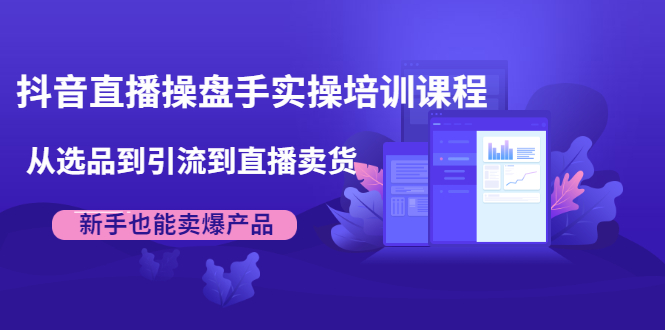 抖音直播操盘手实操培训课程
从选品到引流到直播卖货
新手也能卖爆产品